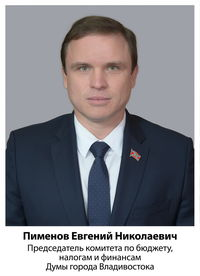 Пименов Евгений Николаевич
Председатель комитета по бюджету,
налогам и финансам
Думы города Владивостока